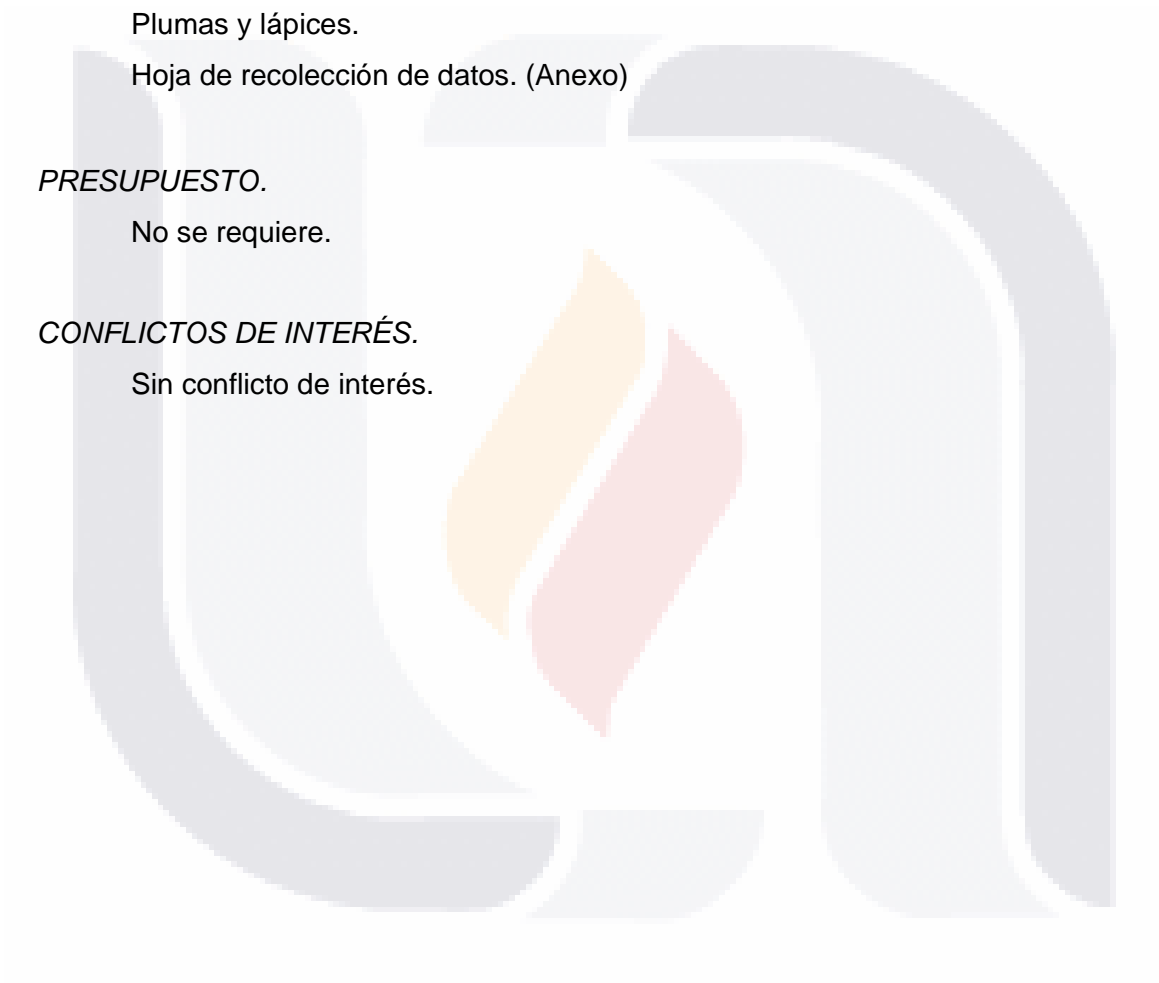 Plumas y lápices.
Hoja de recolección de datos. (Anexo)
PRESUPUESTO.
No se requiere.
CONFLICTOS DE INTERÉS.
Sin conflicto de interés.